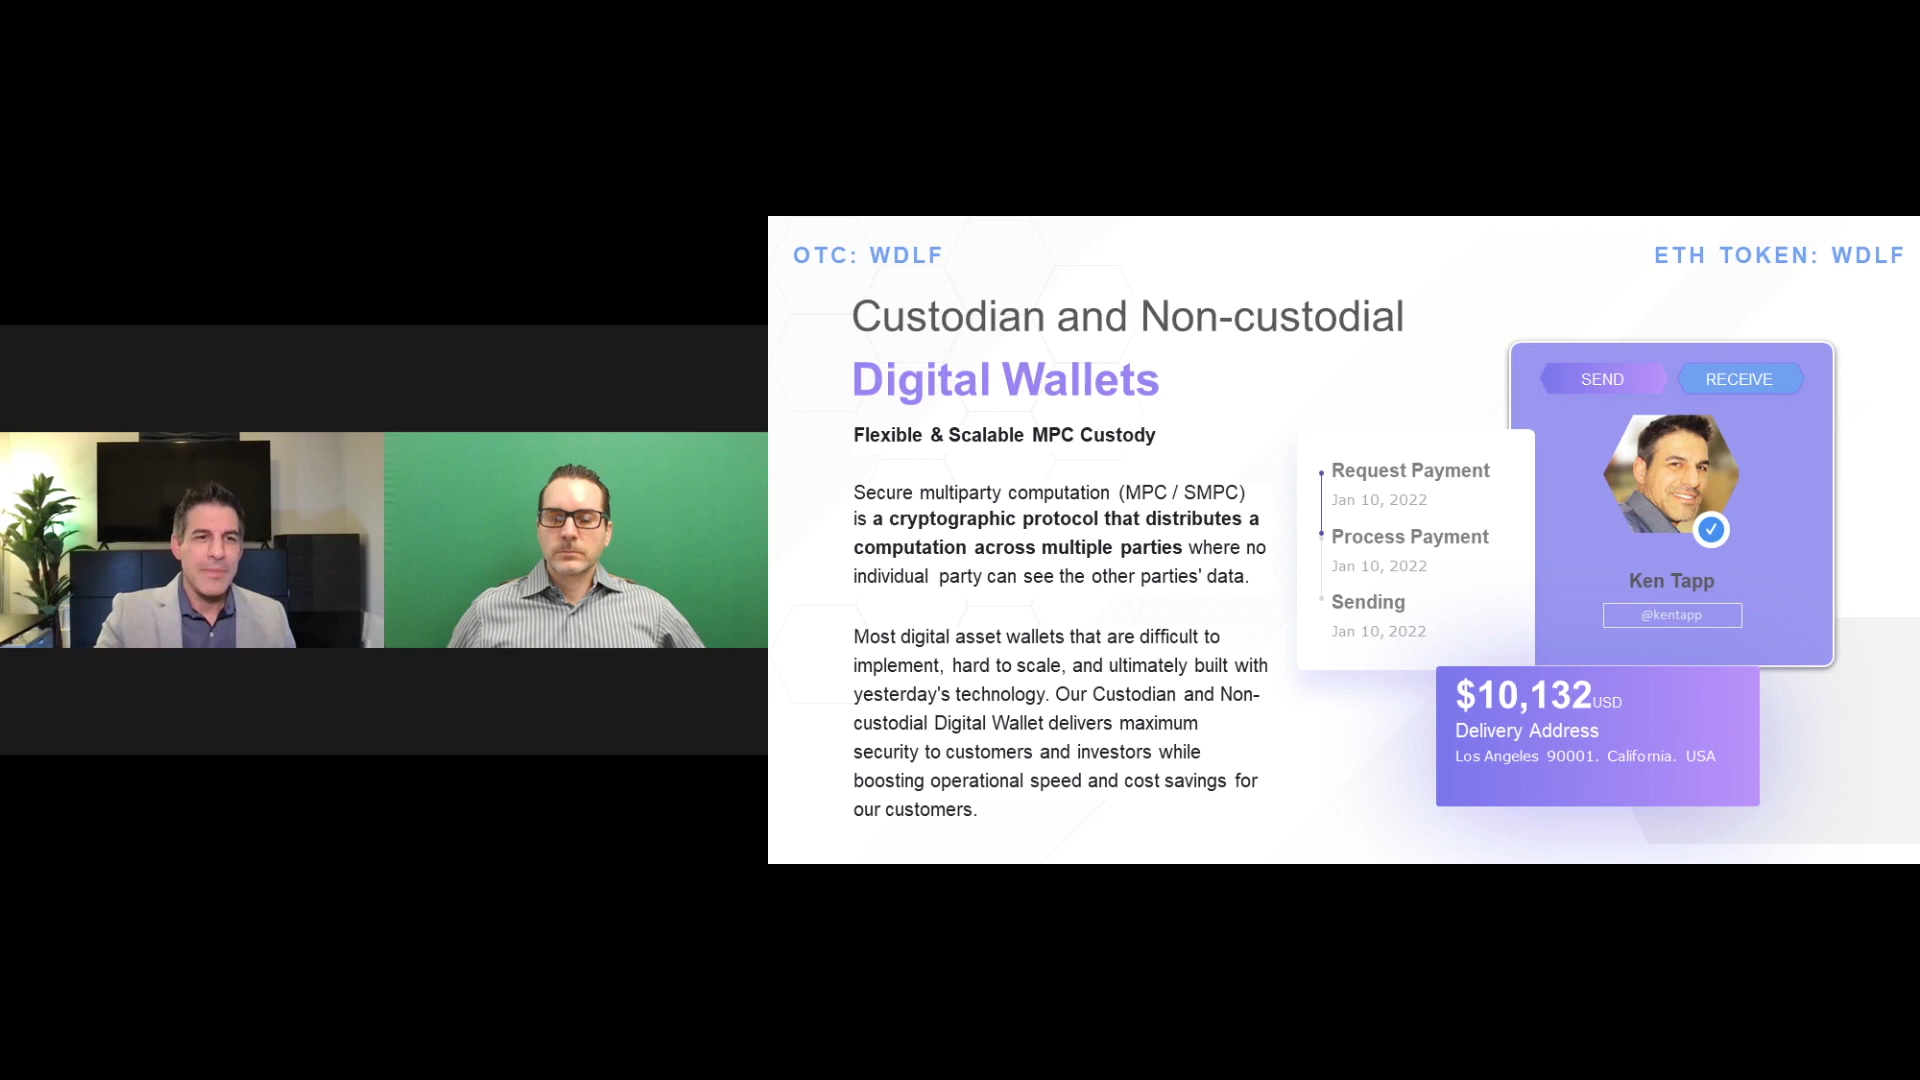 OTC: WDLF
ETH TOKEN: WDLF
Custodian and Non-custodial
Digital Wallets
Flexible & Scalable MPC Custody
Secure multiparty computation (MPC / SMPC)
is a cryptographic protocol that distributes a
computation across multiple parties where no
individual party can see the other parties' data.
Most digital asset wallets that are difficult to
implement, hard to scale, and ultimately built with
yesterday's technology. Our Custodian and Non-
custodial Digital Wallet delivers maximum
security to customers and investors while
boosting operational speed and cost savings for
our customers.
SEND
RECEIVE
Request Payment
Jan 10, 2022
Process Payment
Jan 10, 2022
Sending
Jan 10, 2022
Ken Tapp
@kentapp
$10,132USD
Delivery Address
Los Angeles 90001. California. USA